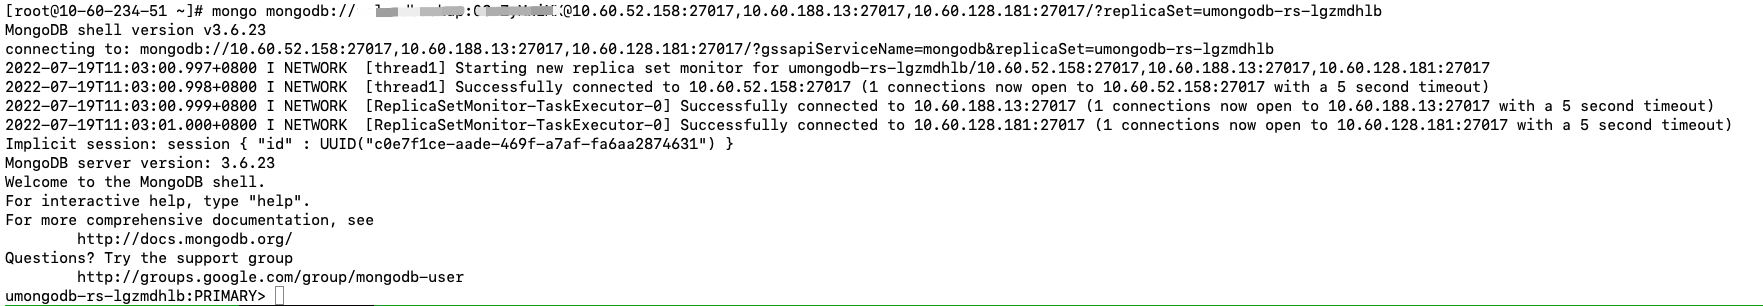 [root@10-60-234-51 ~]# mongo mongodb:// @10.60.52.158:27017,10.60.188.13:27017,10.60.128.181:27017/?replicaSet=umongodb-rs-lgzmdhlb
MongoDB shell version v3.6.23
connecting to: mongodb://10.60.52.158:27017,10.60.188.13:27017,10.60.128.181:27017/?gssapiServiceName=mongodb&replicaSet=umongodb-rs-lgzmdhlb
2022-07-19T11:03:00.997+0800 I NETWORK  [thread1] Starting new replica set monitor for umongodb-rs-lgzmdhlb/10.60.52.158:27017,10.60.188.13:27017,10.60.128.181:27017
2022-07-19T11:03:00.998+0800 I NETWORK  [thread1] Successfully connected to 10.60.52.158:27017 (1 connections now open to 10.60.52.158:27017 with a 5 second timeout)
2022-07-19T11:03:00.999+0800 I NETWORK  [ReplicaSetMonitor-TaskExecutor-0] Successfully connected to 10.60.188.13:27017 (1 connections now open to 10.60.188.13:27017 with a 5 second timeout)
2022-07-19T11:03:01.000+0800 I NETWORK  [ReplicaSetMonitor-TaskExecutor-0] Successfully connected to 10.60.128.181:27017 (1 connections now open to 10.60.128.181:27017 with a 5 second timeout)
Implicit session: session { "id" : UUID("c0e7f1ce-aade-469f-a7af-fa6aa2874631") }
MongoDB server version: 3.6.23
Welcome to the MongoDB shell.
For interactive help, type "help".
For more comprehensive documentation, see
        http://docs.mongodb.org/
Questions? Try the support group
        http://groups.google.com/group/mongodb-user
umongodb-rs-lgzmdhlb:PRIMARY>